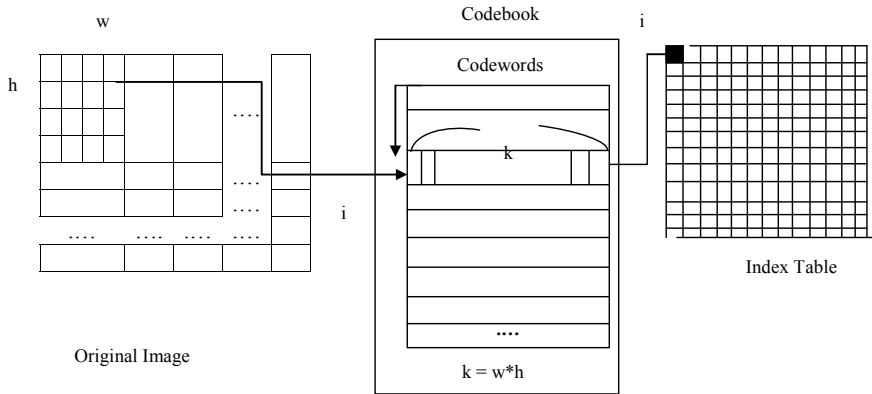 Codebook
i
w
Codewords
h
....
k
....
....
i
.... .... .... ....
Index Table
....
Original Image
k = w*h